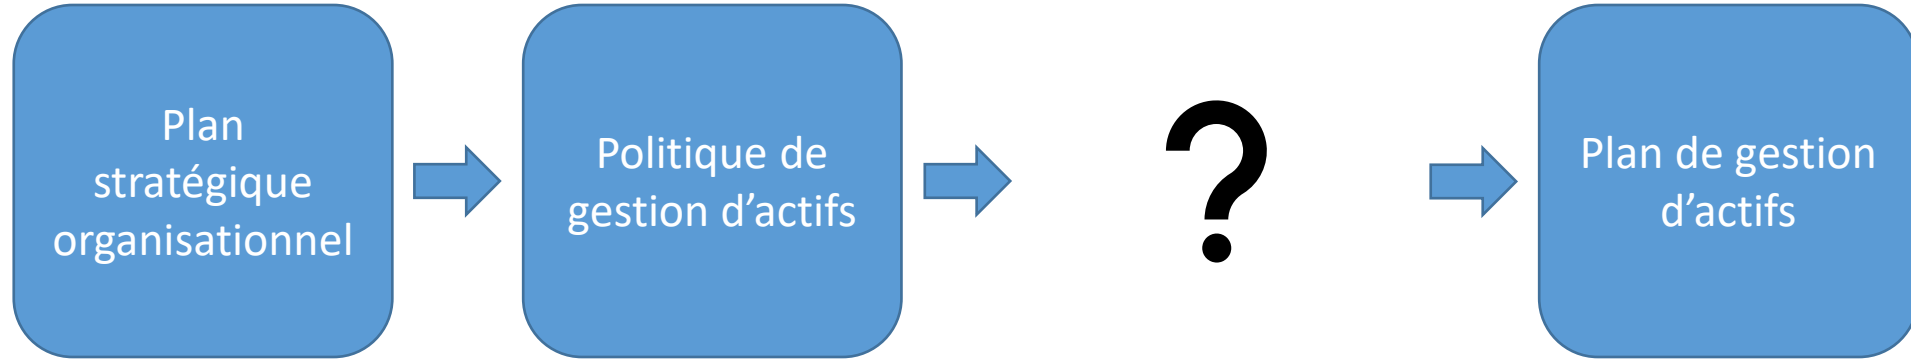 Plan
stratégique
organisationnel
Politique de
gestion d’actifs
?
Plan de gestion
d’actifs